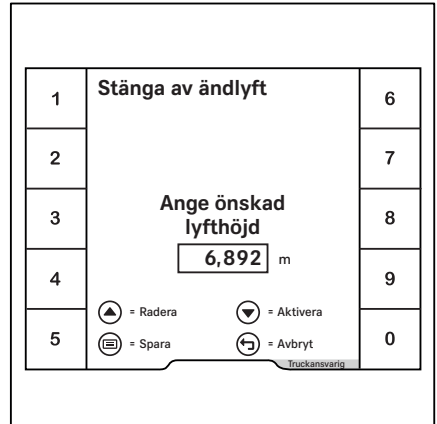 Stänga av ändlyft
1
2
3
4
5
6
7
8
9
0
Ange önskad
lyfthöjd
6,892 m
= Radera
= Aktivera
= Spara
= Avbryt
Truckansvarig